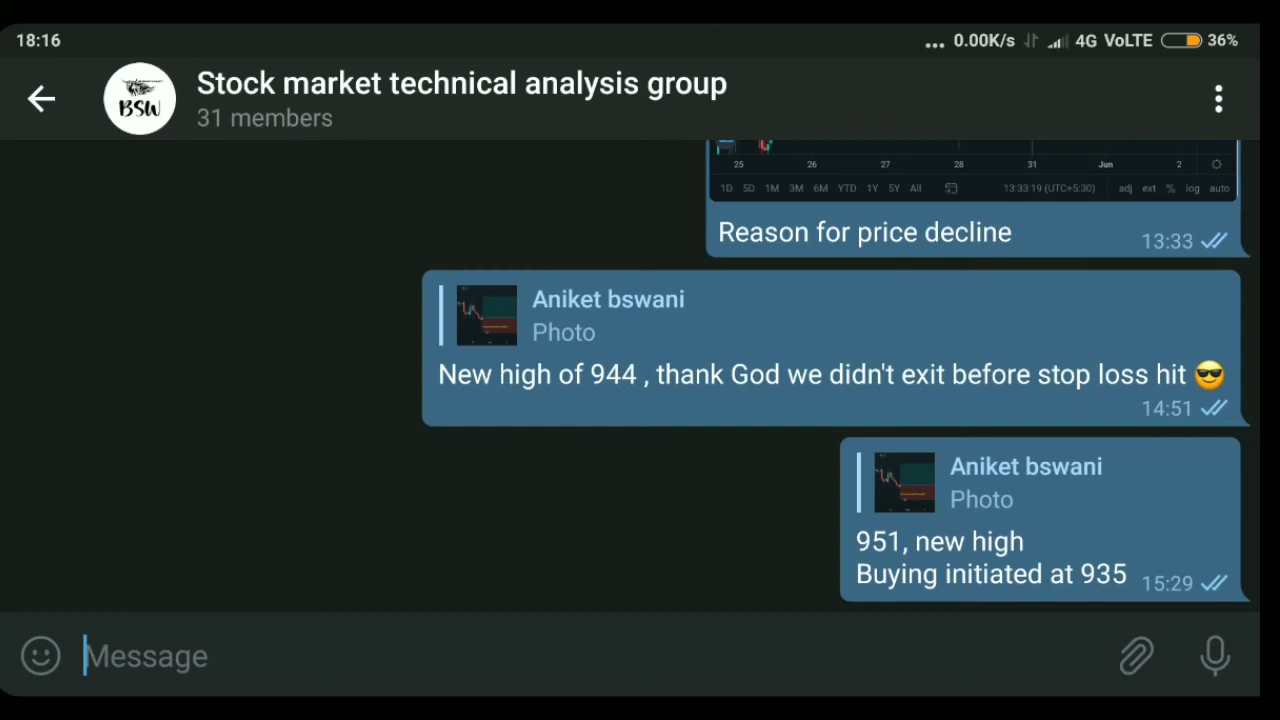 18:16
... 0.00K/s 4G VoLTE 36%
BSW
Stock market technical analysis group
31 members
25 26 27 28 31 Jun 2
1D 5D 1M 3M 6M YTD 1Y 5Y All 13:33:19 (UTC+5:30) adj ext % log auto
Reason for price decline
13:33
Aniket bswani
Photo
New high of 944 , thank God we didn't exit before stop loss hit 😎
14:51
Aniket bswani
Photo
951, new high
Buying initiated at 935
15:29
Message